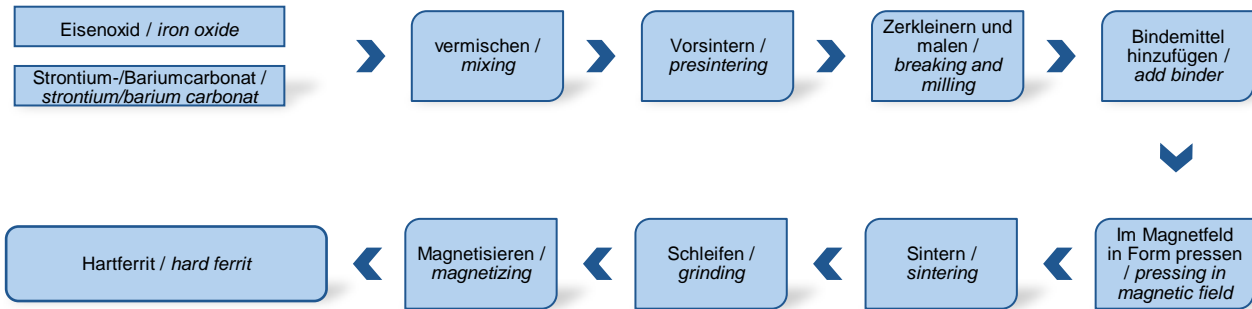 Eisenoxid / iron oxide
Strontium-/Bariumcarbonat /
strontium/barium carbonat
vermischen /
mixing
Vorsintern /
presintering
Zerkleinern und
malen /
breaking and
milling
Bindemittel
hinzufügen /
add binder
Im Magnetfeld
in Form pressen
/ pressing in
magnetic field
Sintern /
sintering
Schleifen /
grinding
Magnetisieren /
magnetizing
Hartferrit / hard ferrit